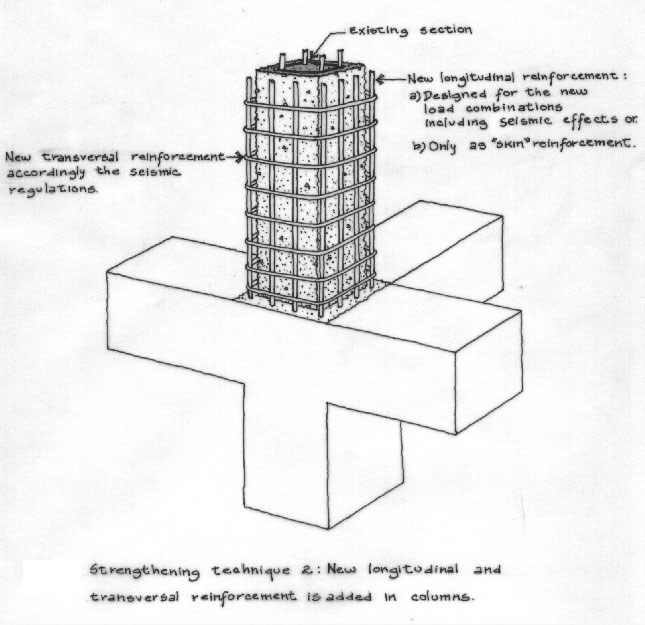 Existing section
New longitudinal reinforcement:
a) Designed for the new
load combinations
including seismic effects or
b) Only as "skin" reinforcement.
New transversal reinforcement
accordingly the seismic
regulations.
Strengthening technique 2: New longitudinal and
transversal reinforcement is added in columns.